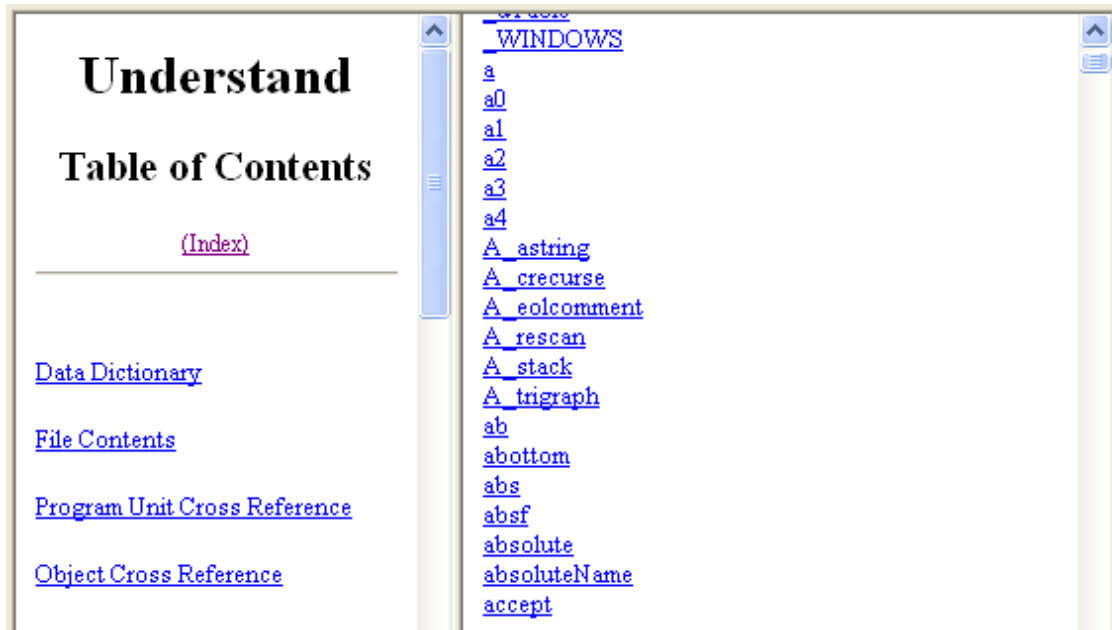 Understand
Table of Contents
(Index)
Data Dictionary
File Contents
Program Unit Cross Reference
Object Cross Reference
_WINDOWS
a
a0
a1
a2
a3
a4
A_astring
A_crecurse
A_eolcomment
A_rescan
A_stack
A_trigraph
ab
abottom
abs
absf
absolute
absoluteName
accept